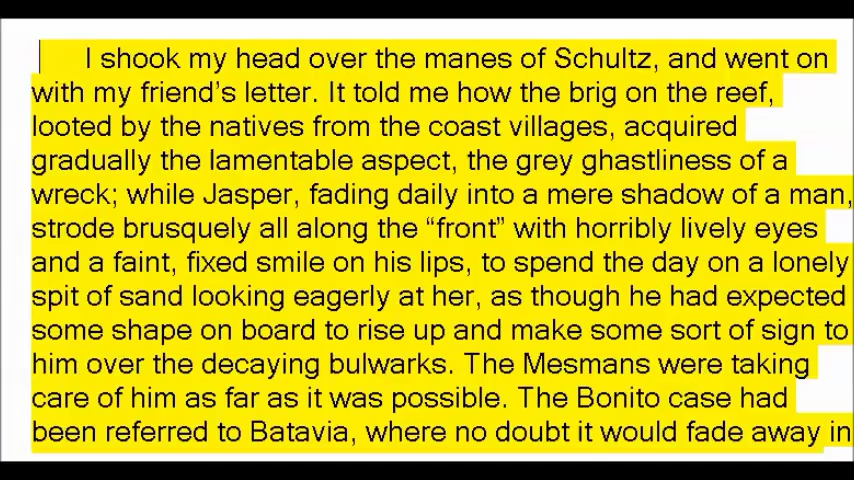 I shook my head over the manes of Schultz, and went on
with my friend’s letter. It told me how the brig on the reef,
looted by the natives from the coast villages, acquired
gradually the lamentable aspect, the grey ghastliness of a
wreck; while Jasper, fading daily into a mere shadow of a man,
strode brusquely all along the “front” with horribly lively eyes
and a faint, fixed smile on his lips, to spend the day on a lonely
spit of sand looking eagerly at her, as though he had expected
some shape on board to rise up and make some sort of sign to
him over the decaying bulwarks. The Mesmans were taking
care of him as far as it was possible. The Bonito case had
been referred to Batavia, where no doubt it would fade away in